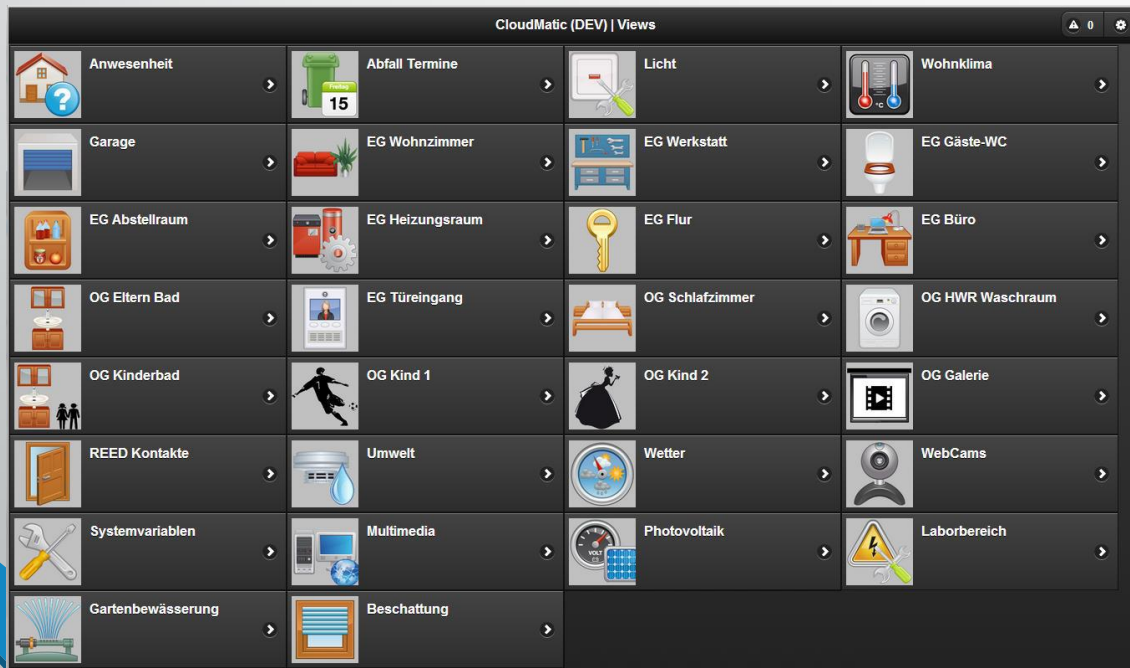 CloudMatic (DEV) | Views
0
Anwesenheit
Abfall Termine
Freitag
15
Licht
Wohnklima
°C
Garage
EG Wohnzimmer
EG Werkstatt
EG Gäste-WC
EG Abstellraum
EG Heizungsraum
EG Flur
EG Büro
OG Eltern Bad
EG Türeingang
OG Schlafzimmer
OG HWR Waschraum
OG Kinderbad
OG Kind 1
OG Kind 2
OG Galerie
REED Kontakte
Umwelt
Wetter
WebCams
Systemvariablen
Multimedia
Photovoltaik
VOLT
Laborbereich
Gartenbewässerung
Beschattung